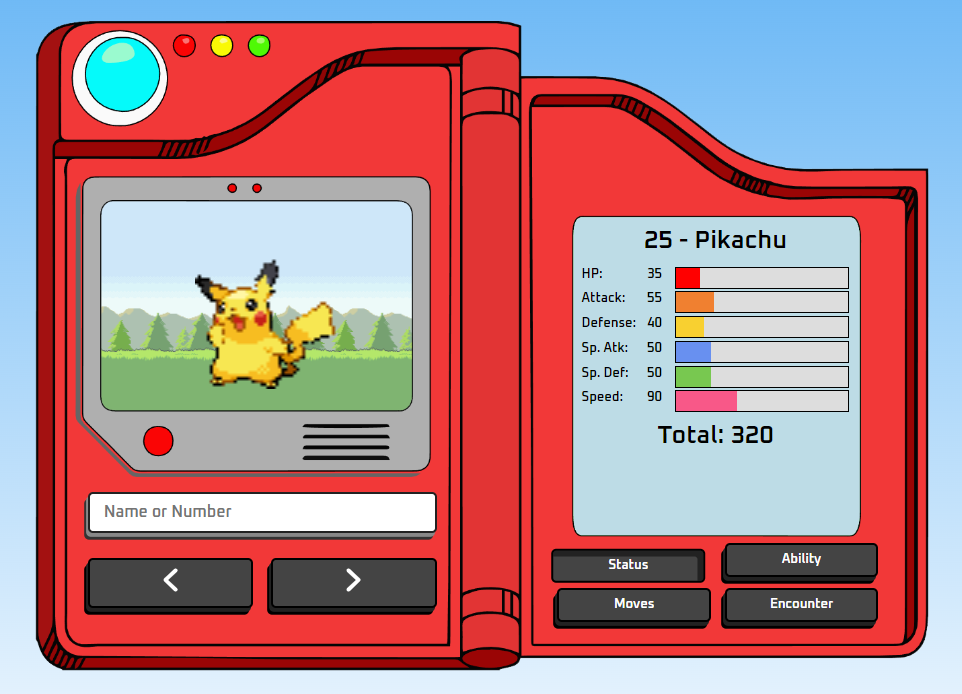 25 - Pikachu
HP: 35
Attack: 55
Defense: 40
Sp. Atk: 50
Sp. Def: 50
Speed: 90
Total: 320
Name or Number
< >
Status Ability
Moves Encounter